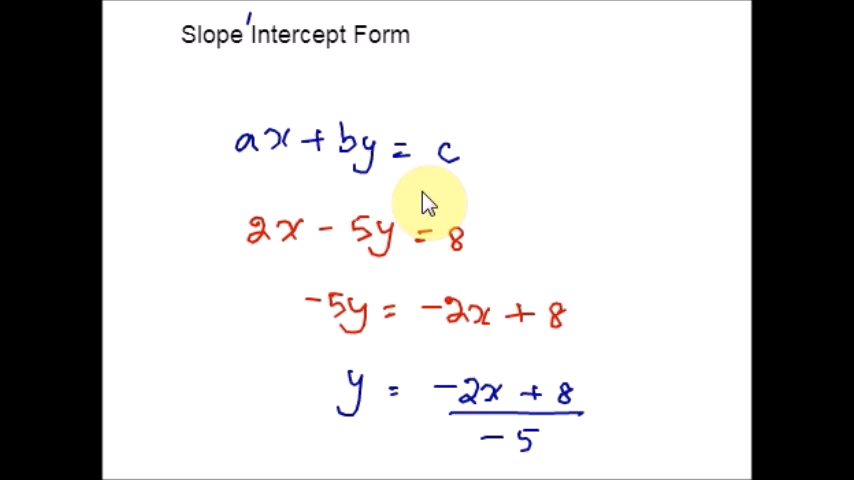 Slope Intercept Form
ax + by = c
2x - 5y = 8
-5y = -2x + 8
y = -2x + 8
-5